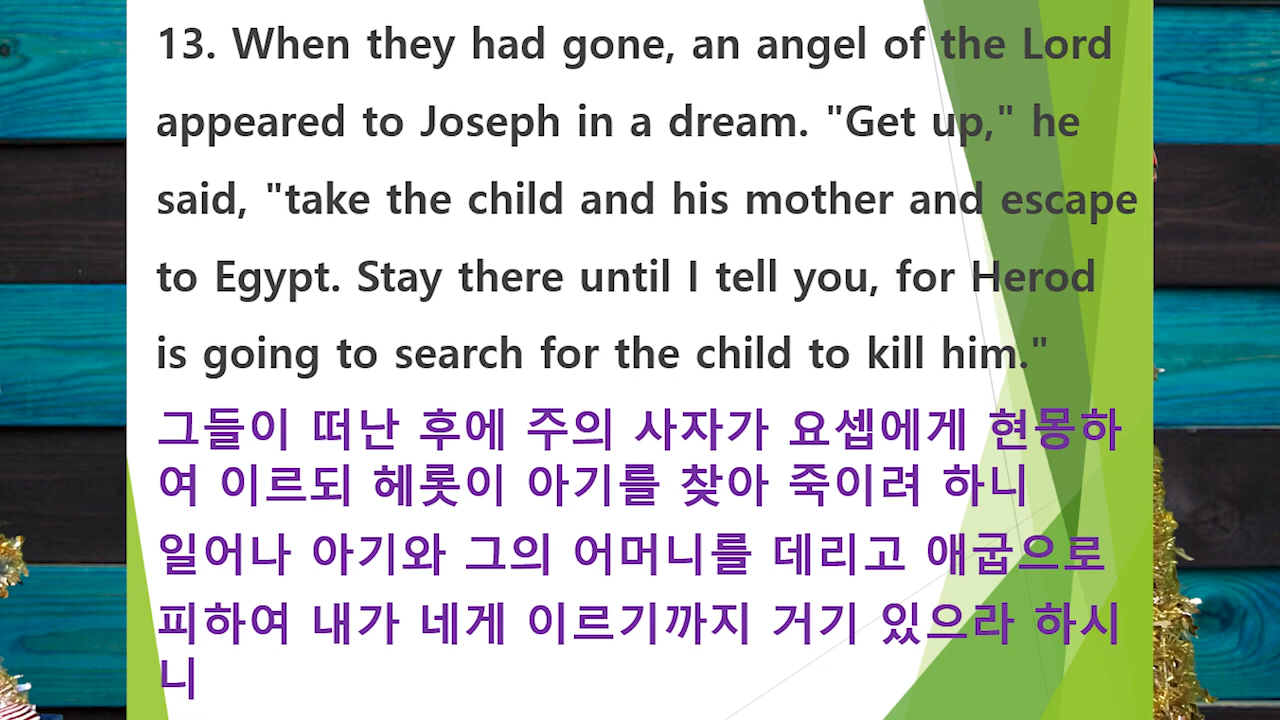 13. When they had gone, an angel of the Lord
appeared to Joseph in a dream. "Get up," he
said, "take the child and his mother and escape
to Egypt. Stay there until I tell you, for Herod
is going to search for the child to kill him."
그들이 떠난 후에 주의 사자가 요셉에게 현몽하
여 이르되 헤롯이 아기를 찾아 죽이려 하니
일어나 아기와 그의 어머니를 데리고 애굽으로
피하여 내가 네게 이르기까지 거기 있으라 하시
니